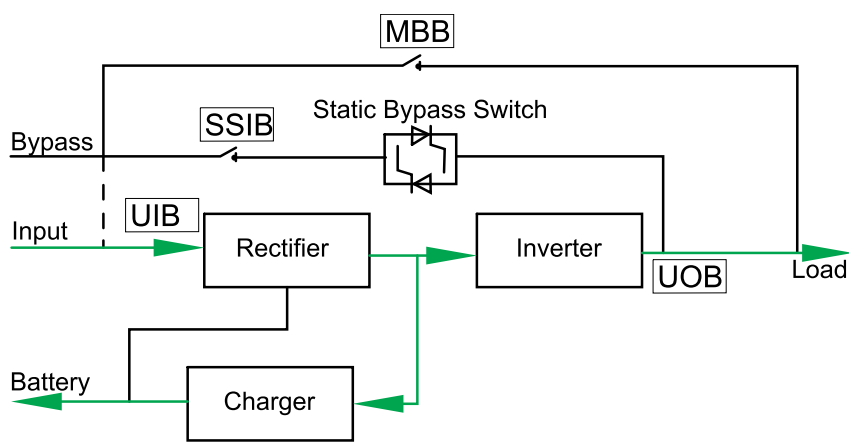 MBB
Static Bypass Switch
SSIB
Bypass
UIB
Input
Rectifier
Inverter
UOB
Load
Battery
Charger